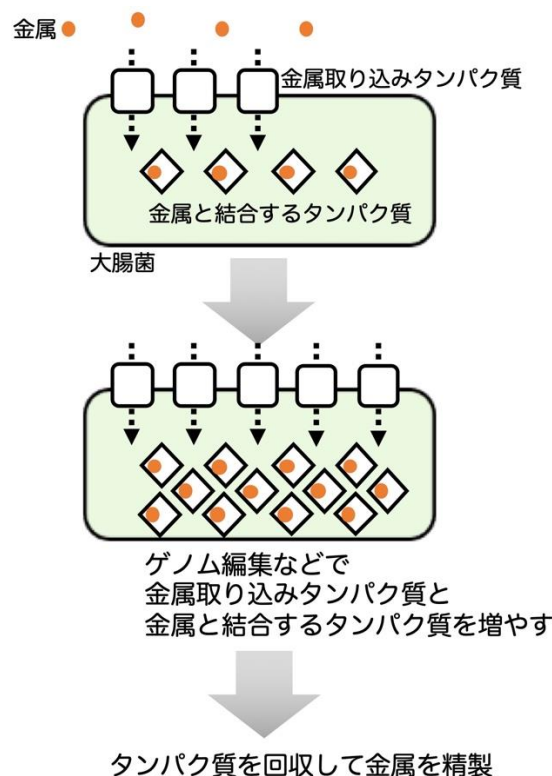 金属
金属取り込みタンパク質
金属と結合するタンパク質
大腸菌
ゲノム編集などで
金属取り込みタンパク質と
金属と結合するタンパク質を増やす
タンパク質を回収して金属を精製